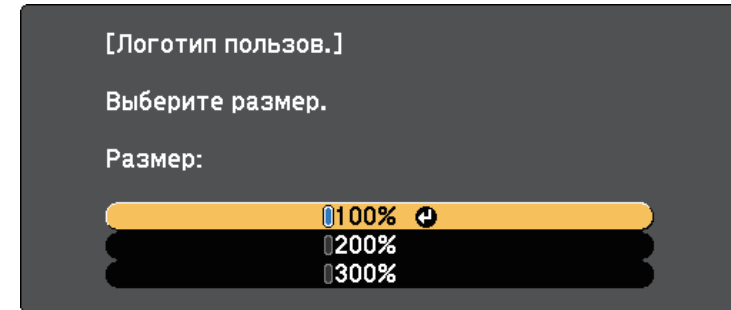 [Логотип пользов.]
Выберите размер.
Размер:
100%
200%
300%